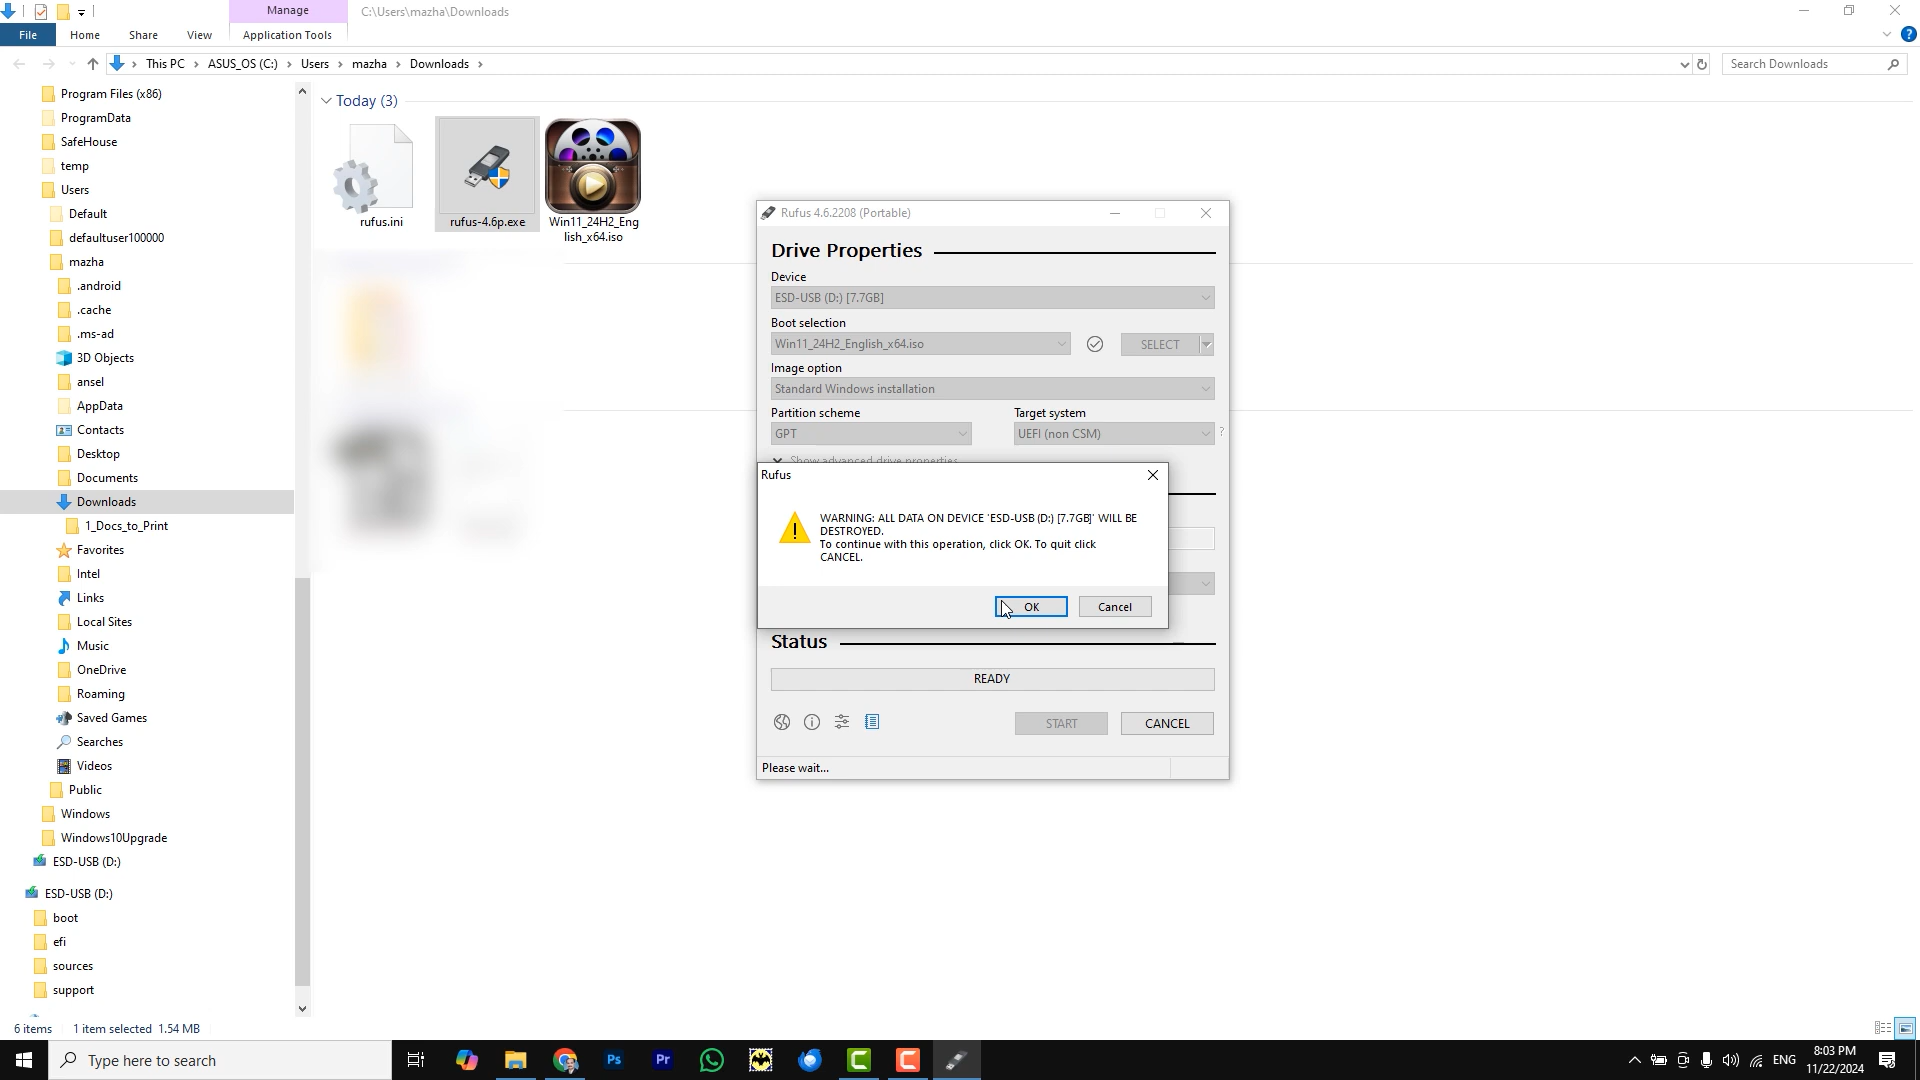 Manage
C:\Users\mazha\Downloads
File
Home
Share
View
Application Tools
This PC
ASUS_OS (C:)
Users
mazha
Downloads
Search Downloads
Program Files (x86)
ProgramData
SafeHouse
temp
Users
Default
defaultuser100000
mazha
.android
.cache
.ms-ad
3D Objects
ansel
AppData
Contacts
Desktop
Documents
Downloads
1_Docs_to_Print
Favorites
Intel
Links
Local Sites
Music
OneDrive
Roaming
Saved Games
Searches
Videos
Public
Windows
Windows10Upgrade
ESD-USB (D:)
ESD-USB (D:)
boot
efi
sources
support
Today (3)
rufus.ini
rufus-4.6p.exe
Win11_24H2_Eng
lish_x64.iso
Rufus 4.6.2208 (Portable)
Drive Properties
Device
ESD-USB (D:) [7.7GB]
Boot selection
Win11_24H2_English_x64.iso
SELECT
Image option
Standard Windows installation
Partition scheme
Target system
GPT
UEFI (non CSM)
?
Show advanced drive properties
Rufus
WARNING: ALL DATA ON DEVICE 'ESD-USB (D:) [7.7GB]' WILL BE
DESTROYED.
To continue with this operation, click OK. To quit click
CANCEL.
OK
Cancel
Status
READY
START
CANCEL
Please wait...
6 items
1 item selected 1.54 MB
Type here to search
Ps
Pr
ENG
8:03 PM
11/22/2024